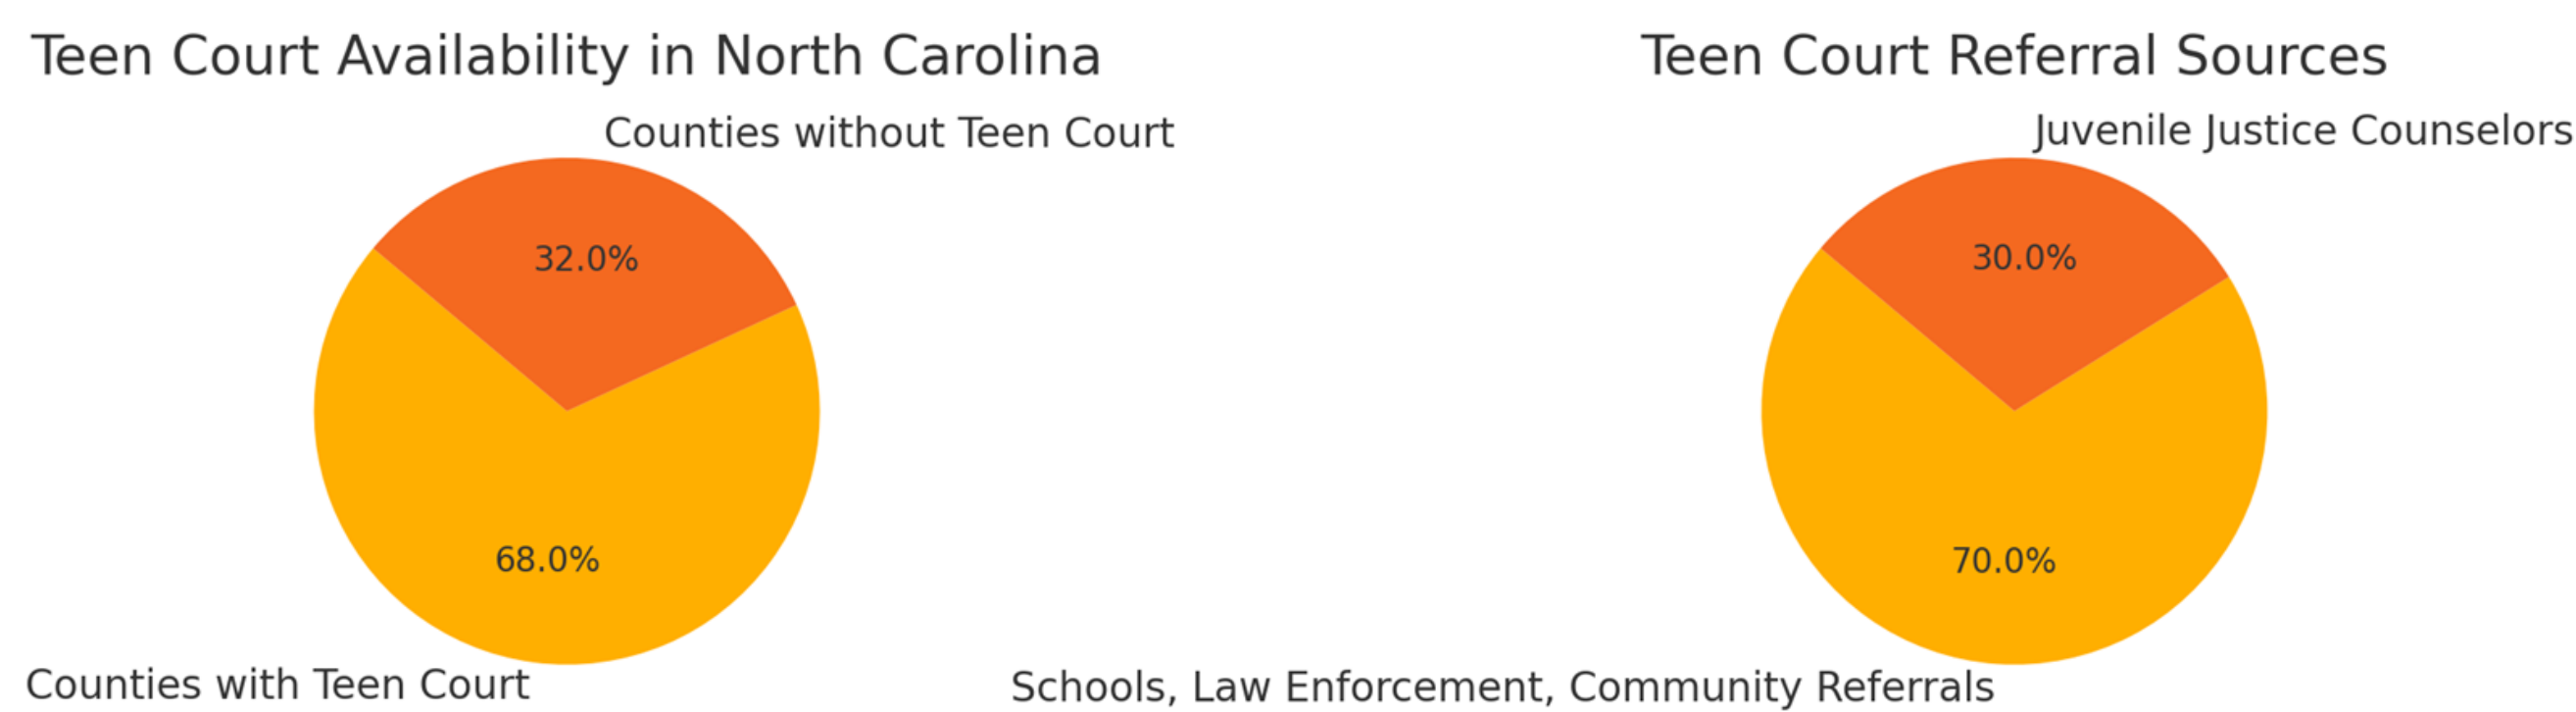 Teen Court Availability in North Carolina
Counties without Teen Court
32.0%
68.0%
Counties with Teen Court
Teen Court Referral Sources
Juvenile Justice Counselors
30.0%
70.0%
Schools, Law Enforcement, Community Referrals